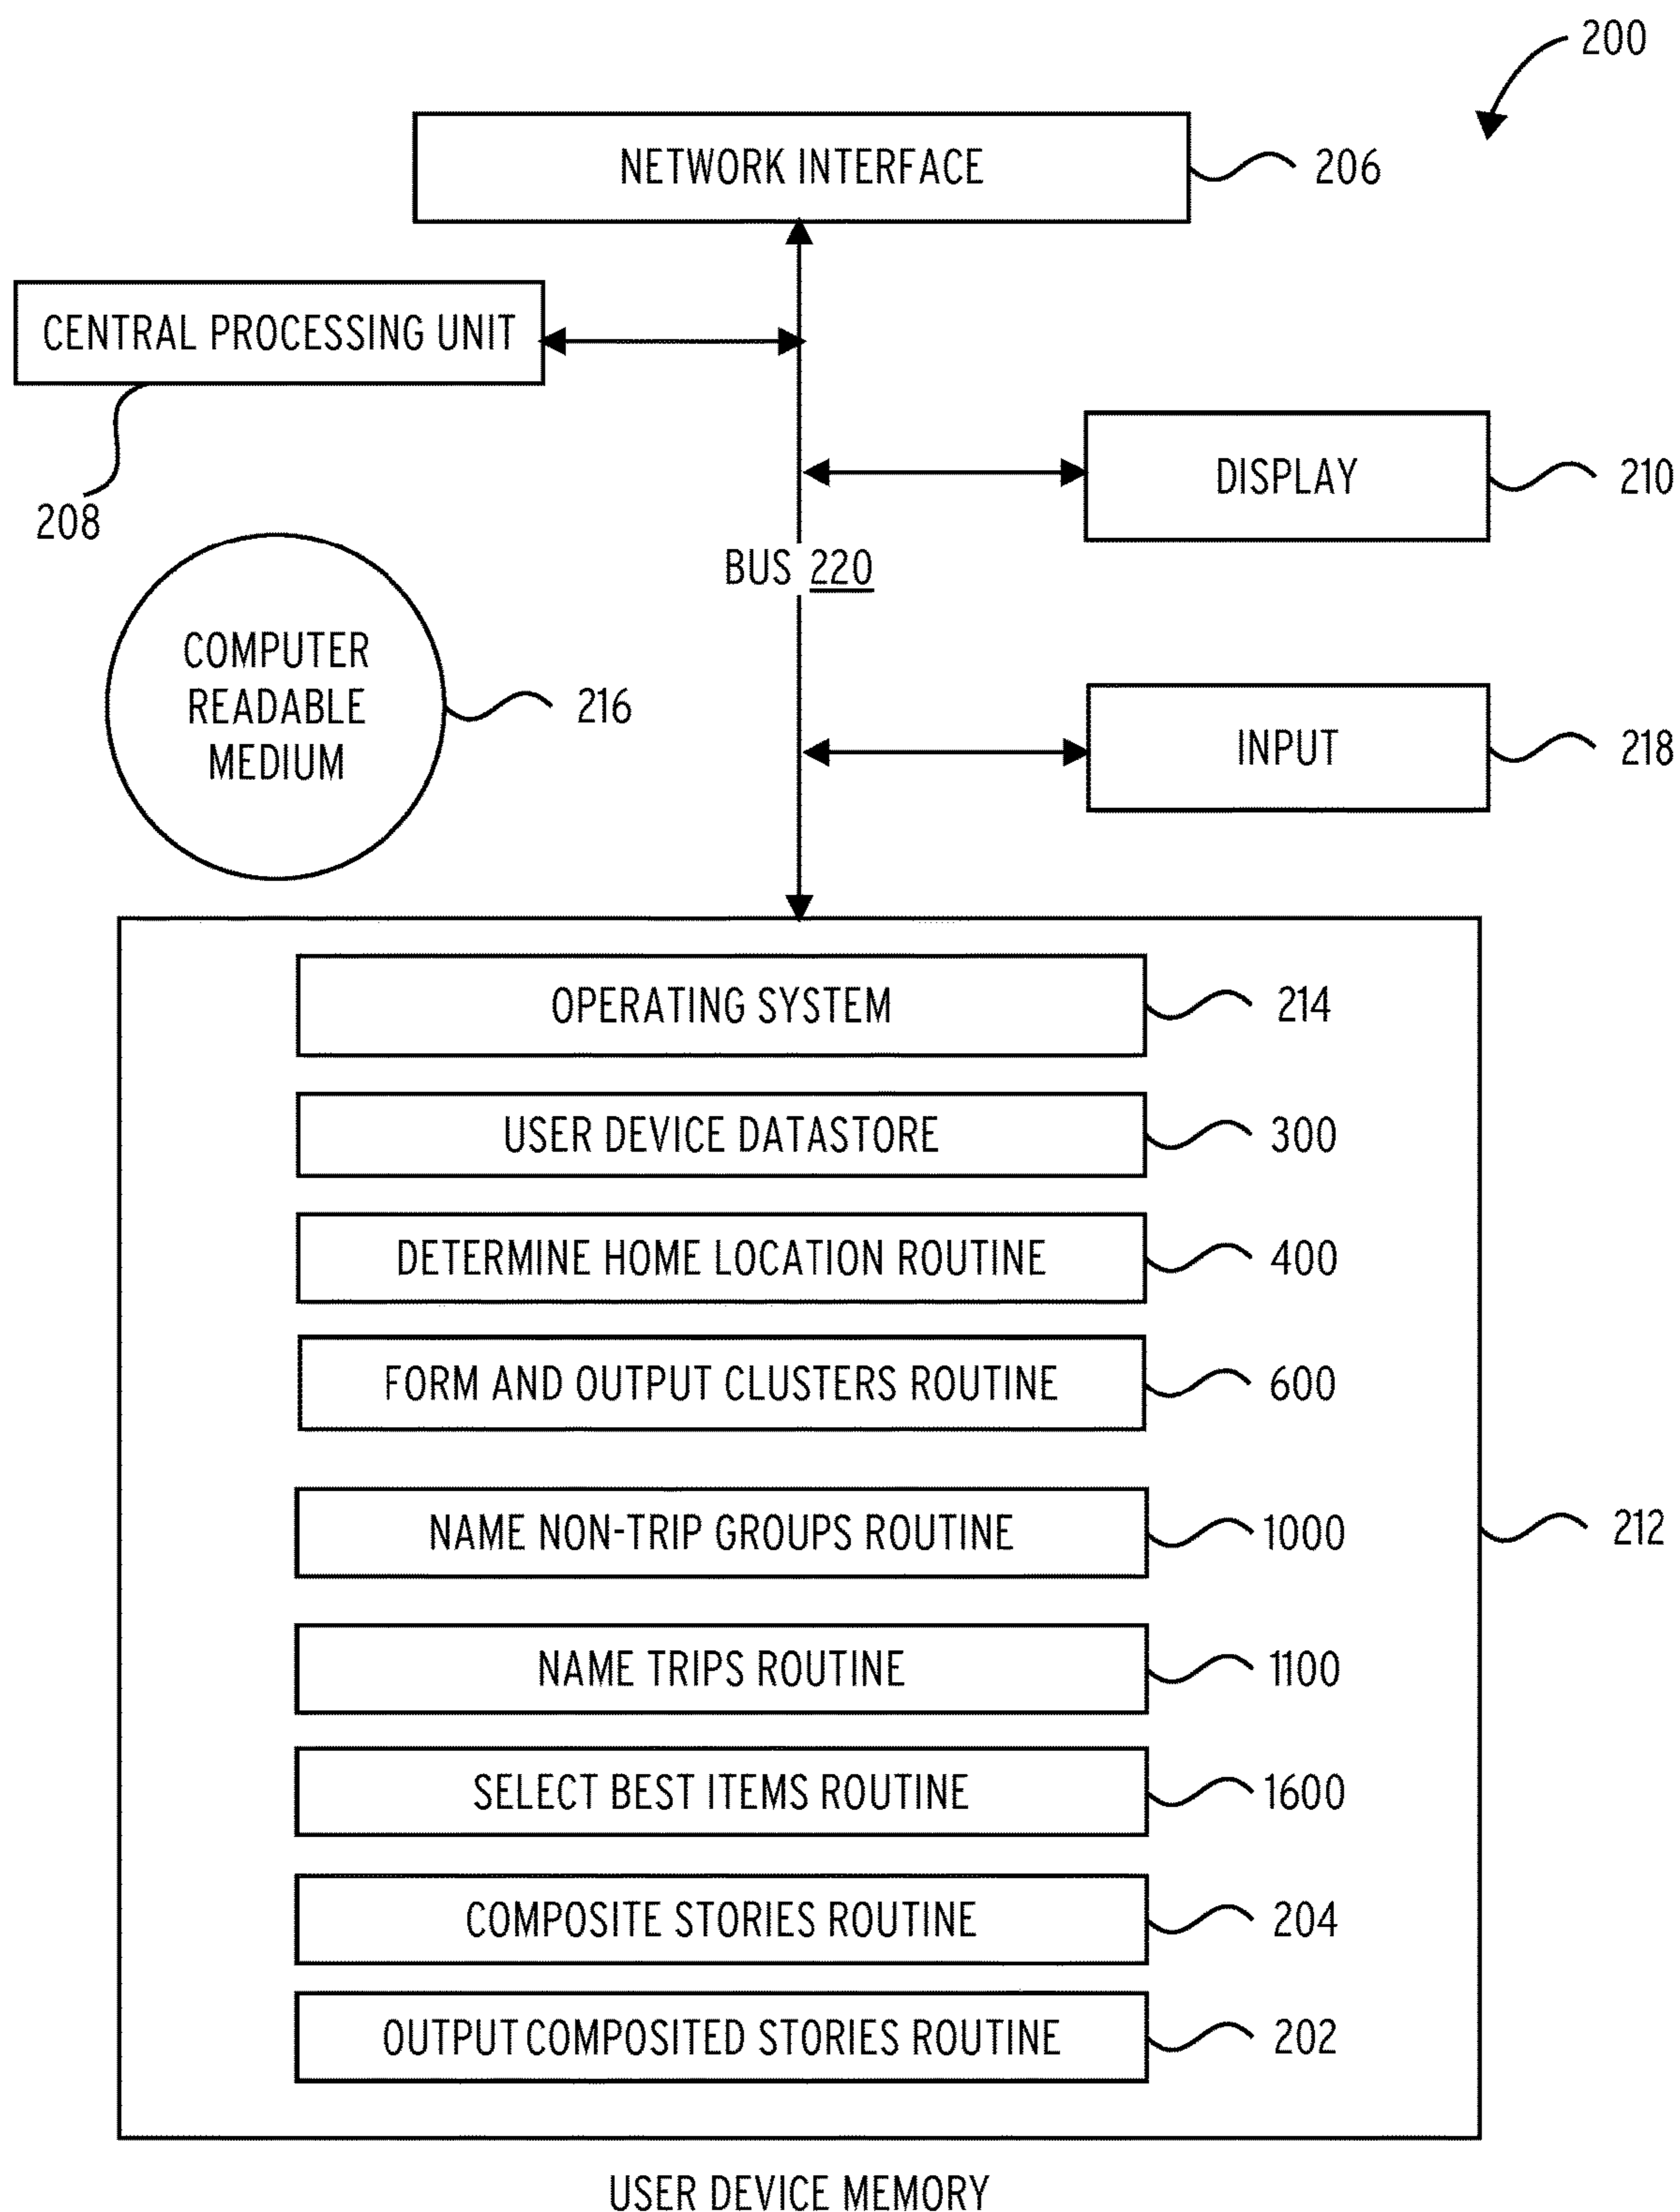 200
NETWORK INTERFACE
206
CENTRAL PROCESSING UNIT
208
DISPLAY
210
BUS 220
COMPUTER
READABLE
MEDIUM
216
INPUT
218
OPERATING SYSTEM
214
USER DEVICE DATASTORE
300
DETERMINE HOME LOCATION ROUTINE
400
FORM AND OUTPUT CLUSTERS ROUTINE
600
NAME NON-TRIP GROUPS ROUTINE
1000
212
NAME TRIPS ROUTINE
1100
SELECT BEST ITEMS ROUTINE
1600
COMPOSITE STORIES ROUTINE
204
OUTPUT COMPOSITED STORIES ROUTINE
202
USER DEVICE MEMORY